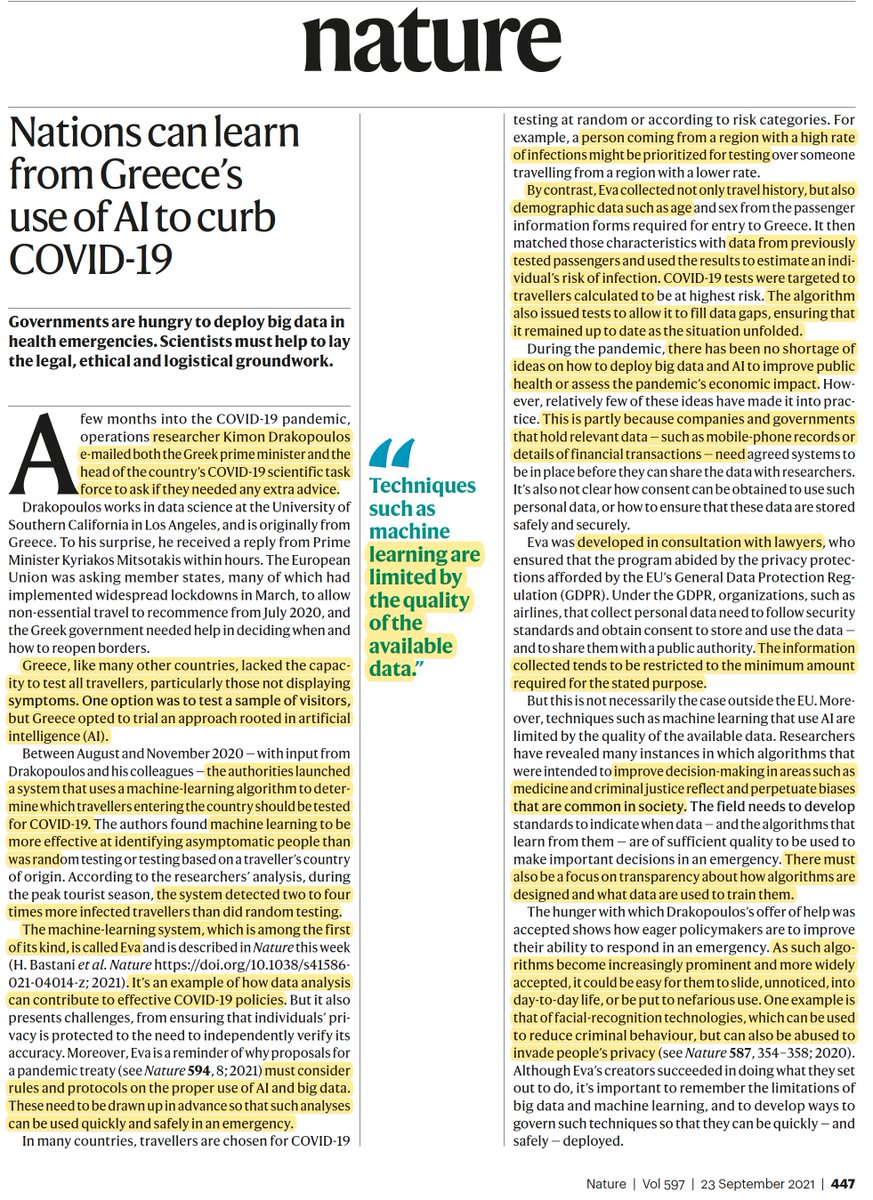 nature
Nations can learn
from Greece's
use of AI to curb
COVID-19
Governments are hungry to deploy big data in
health emergencies. Scientists must help to lay
the legal, ethical and logistical groundwork.
A few months into the COVID-19 pandemic,
operations researcher Kimon Drakopoulos
e-mailed both the Greek prime minister and the
head of the country's COVID-19 scientific task
force to ask if they needed any extra advice.
Drakopoulos works in data science at the University of
Southern California in Los Angeles, and is originally from
Greece. To his surprise, he received a reply from Prime
Minister Kyriakos Mitsotakis within hours. The European
Union was asking member states, many of which had
implemented widespread lockdowns in March, to allow
non-essential travel to recommence from July 2020, and
the Greek government needed help in deciding when and
how to reopen borders.
Greece, like many other countries, lacked the capac-
ity to test all travellers, particularly those not displaying
symptoms. One option was to test a sample of visitors,
but Greece opted to trial an approach rooted in artificial
intelligence (AI).
Between August and November 2020 — with input from
Drakopoulos and his colleagues — the authorities launched
a system that uses a machine-learning algorithm to deter-
mine which travellers entering the country should be tested
for COVID-19. The authors found machine learning to be
more effective at identifying asymptomatic people than
was random testing or testing based on a traveller's country
of origin. According to the researchers' analysis, during
the peak tourist season, the system detected two to four
times more infected travellers than did random testing.
The machine-learning system, which is among the first
of its kind, is called Eva and is described in Nature this week
(H. Bastani et al. Nature https://doi.org/10.1038/s41586-
021-04014-z; 2021). It's an example of how data analysis
can contribute to effective COVID-19 policies. But it also
presents challenges, from ensuring that individuals' pri-
vacy is protected to the need to independently verify its
accuracy. Moreover, Eva is a reminder of why proposals for
a pandemic treaty (see Nature 594, 8; 2021) must consider
rules and protocols on the proper use of AI and big data.
These need to be drawn up in advance so that such analyses
can be used quickly and safely in an emergency.
In many countries, travellers are chosen for COVID-19
“
Techniques
such as
machine
learning are
limited by
the quality
of the
available
data.”
testing at random or according to risk categories. For
example, a person coming from a region with a high rate
of infections might be prioritized for testing over someone
travelling from a region with a lower rate.
By contrast, Eva collected not only travel history, but also
demographic data such as age and sex from the passenger
information forms required for entry to Greece. It then
matched those characteristics with data from previously
tested passengers and used the results to estimate an indi-
vidual's risk of infection. COVID-19 tests were targeted to
travellers calculated to be at highest risk. The algorithm
also issued tests to allow it to fill data gaps, ensuring that
it remained up to date as the situation unfolded.
During the pandemic, there has been no shortage of
ideas on how to deploy big data and AI to improve public
health or assess the pandemic's economic impact. How-
ever, relatively few of these ideas have made it into prac-
tice. This is partly because companies and governments
that hold relevant data — such as mobile-phone records or
details of financial transactions — need agreed systems to
be in place before they can share the data with researchers.
It's also not clear how consent can be obtained to use such
personal data, or how to ensure that these data are stored
safely and securely.
Eva was developed in consultation with lawyers, who
ensured that the program abided by the privacy protec-
tions afforded by the EU's General Data Protection Reg-
ulation (GDPR). Under the GDPR, organizations, such as
airlines, that collect personal data need to follow security
standards and obtain consent to store and use the data —
and to share them with a public authority. The information
collected tends to be restricted to the minimum amount
required for the stated purpose.
But this is not necessarily the case outside the EU. More-
over, techniques such as machine learning that use AI are
limited by the quality of the available data. Researchers
have revealed many instances in which algorithms that
were intended to improve decision-making in areas such as
medicine and criminal justice reflect and perpetuate biases
that are common in society. The field needs to develop
standards to indicate when data — and the algorithms that
learn from them — are of sufficient quality to be used to
make important decisions in an emergency. There must
also be a focus on transparency about how algorithms are
designed and what data are used to train them.
The hunger with which Drakopoulos's offer of help was
accepted shows how eager policymakers are to improve
their ability to respond in an emergency. As such algo-
rithms become increasingly prominent and more widely
accepted, it could be easy for them to slide, unnoticed, into
day-to-day life, or be put to nefarious use. One example is
that of facial-recognition technologies, which can be used
to reduce criminal behaviour, but can also be abused to
invade people's privacy (see Nature 587, 354–358; 2020).
Although Eva's creators succeeded in doing what they set
out to do, it's important to remember the limitations of
big data and machine learning, and to develop ways to
govern such techniques so that they can be quickly — and
safely — deployed.
Nature | Vol 597 | 23 September 2021 | 447